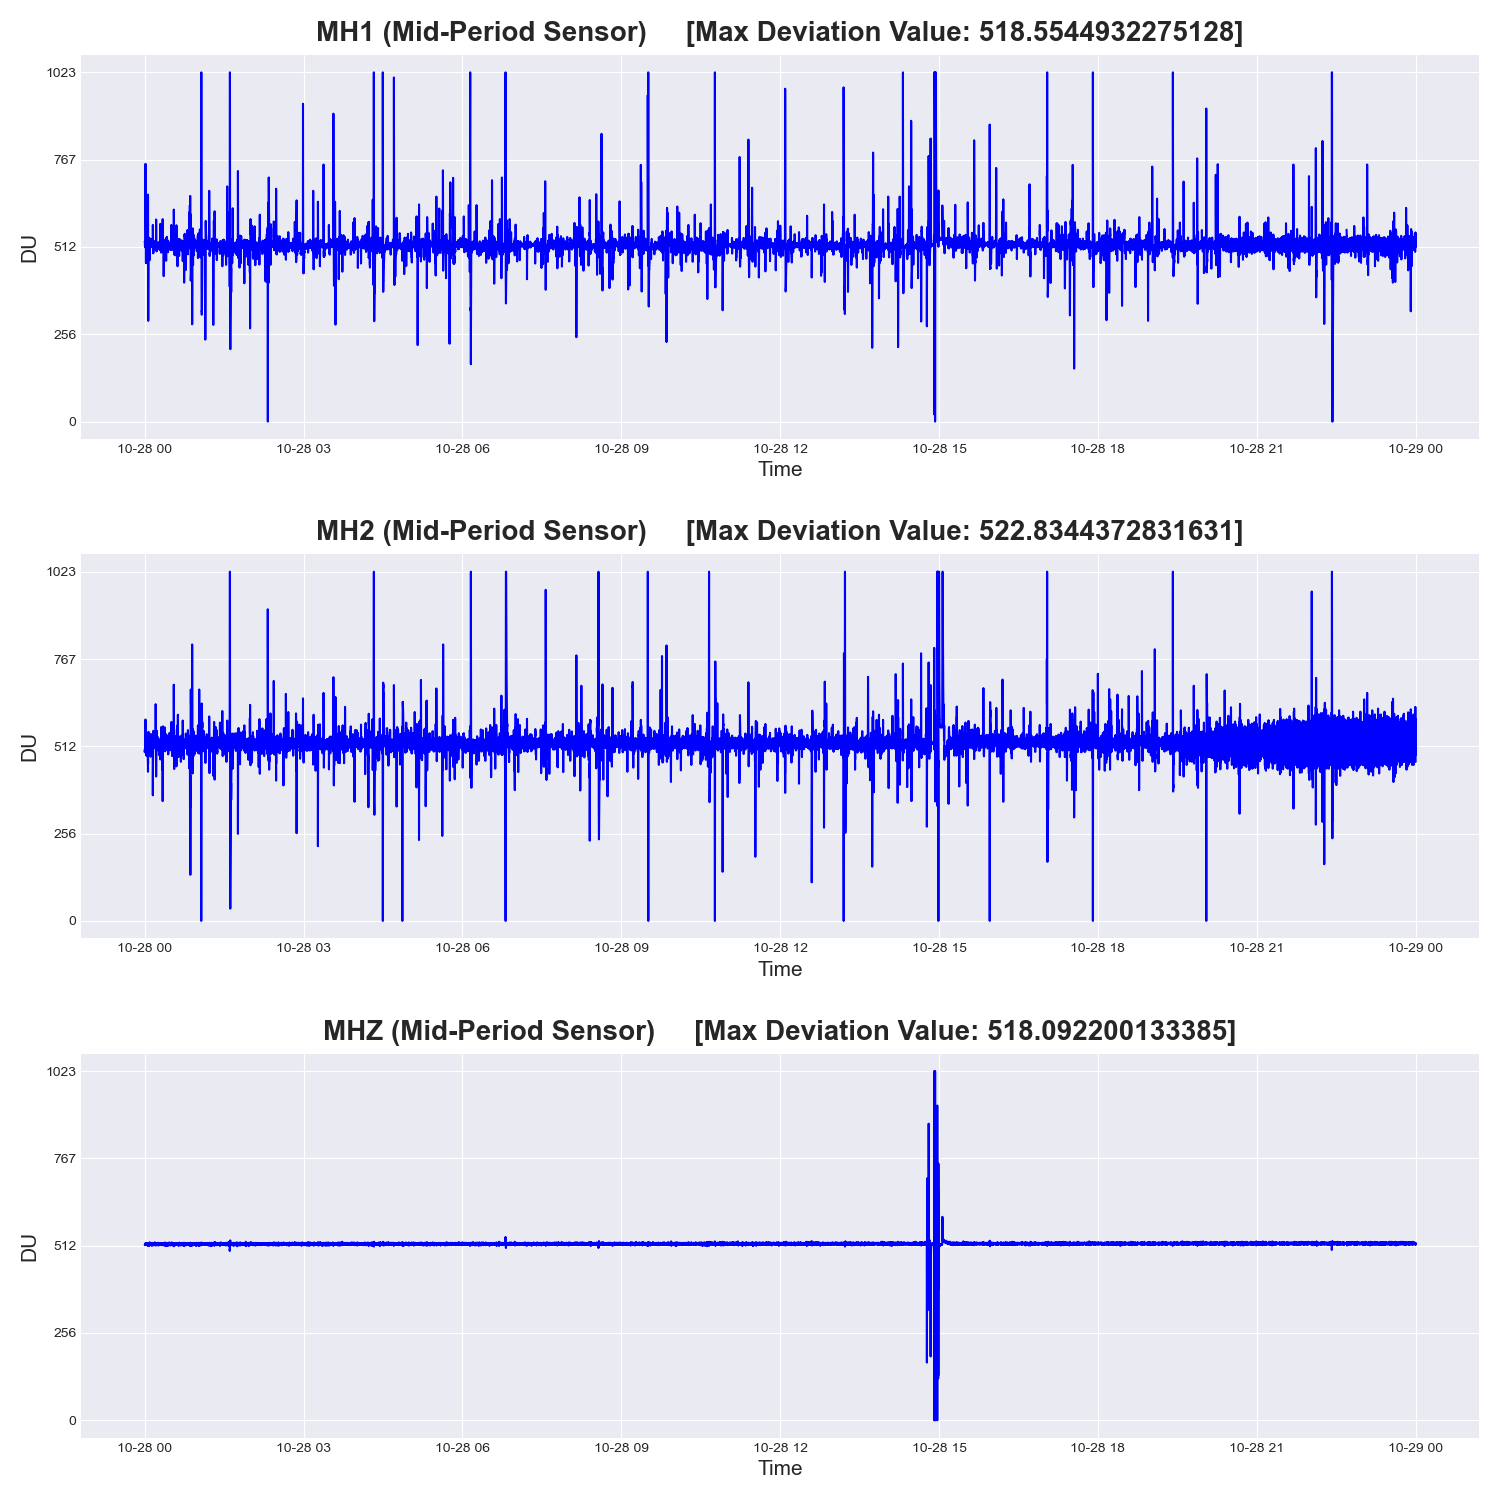 MH1 (Mid-Period Sensor)     [Max Deviation Value: 518.5544932275128]
1023
767
512
256
0
DU
10-28 00 10-28 03 10-28 06 10-28 09 10-28 12 10-28 15 10-28 18 10-28 21 10-29 00
Time
MH2 (Mid-Period Sensor)     [Max Deviation Value: 522.8344372831631]
1023
767
512
256
0
DU
10-28 00 10-28 03 10-28 06 10-28 09 10-28 12 10-28 15 10-28 18 10-28 21 10-29 00
Time
MHZ (Mid-Period Sensor)     [Max Deviation Value: 518.092200133385]
1023
767
512
256
0
DU
10-28 00 10-28 03 10-28 06 10-28 09 10-28 12 10-28 15 10-28 18 10-28 21 10-29 00
Time